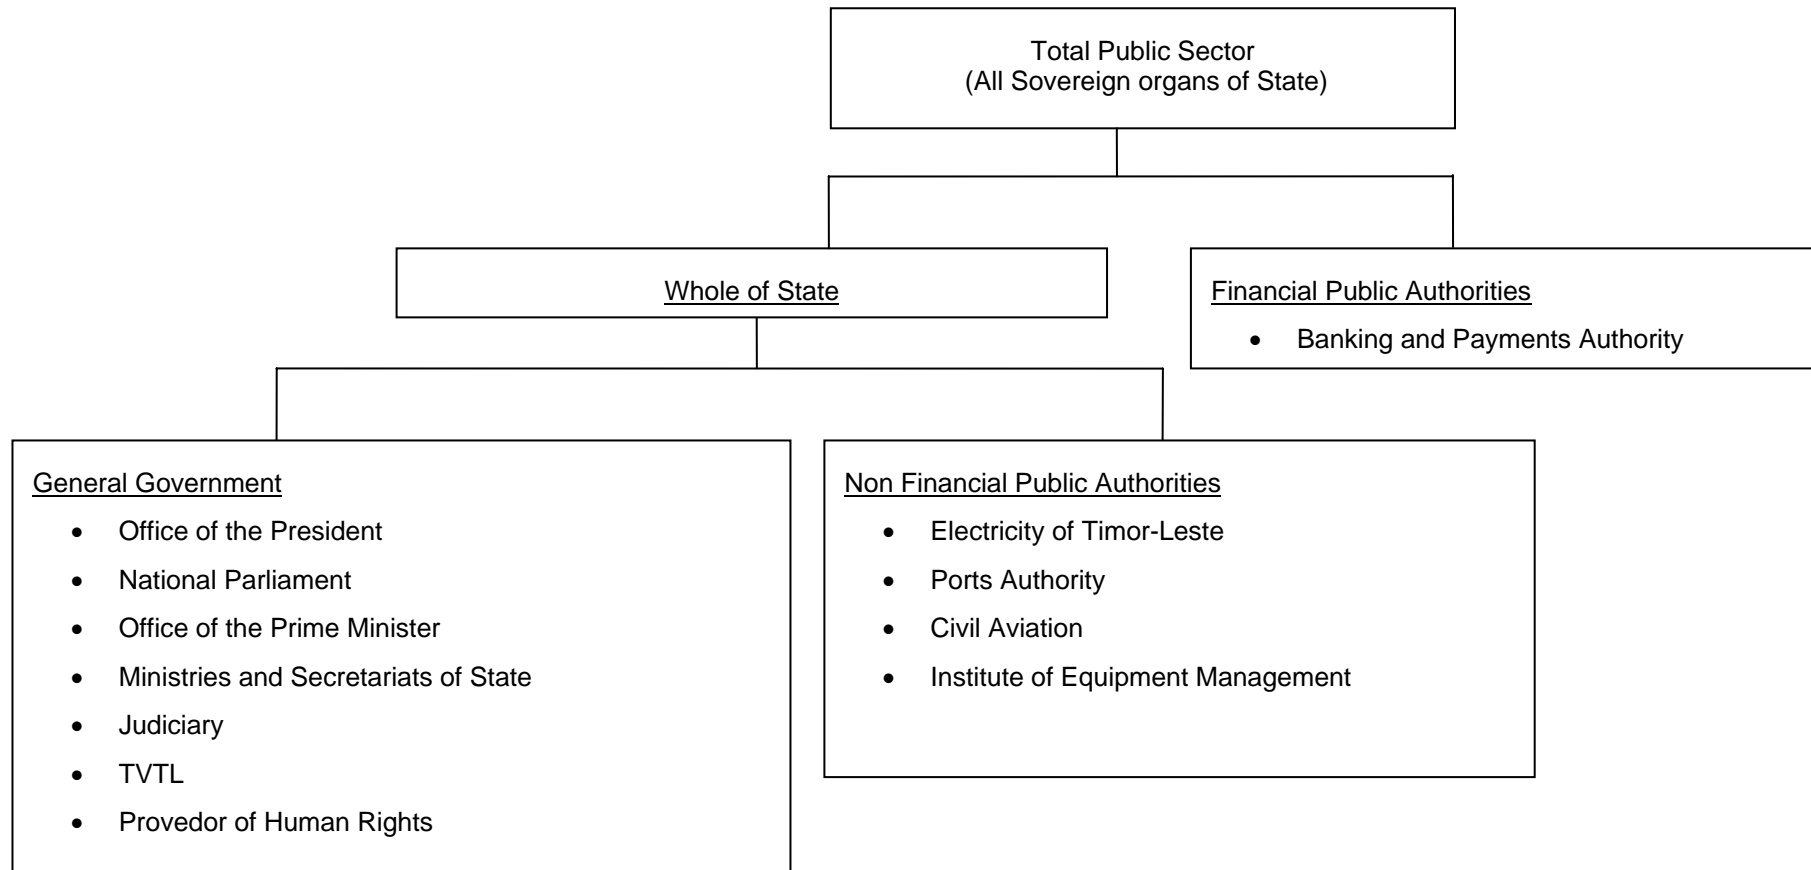 Total Public Sector
(All Sovereign organs of State)
Whole of State
Financial Public Authorities
• Banking and Payments Authority
General Government
• Office of the President
• National Parliament
• Office of the Prime Minister
• Ministries and Secretariats of State
• Judiciary
• TVTL
• Provedor of Human Rights
Non Financial Public Authorities
• Electricity of Timor-Leste
• Ports Authority
• Civil Aviation
• Institute of Equipment Management